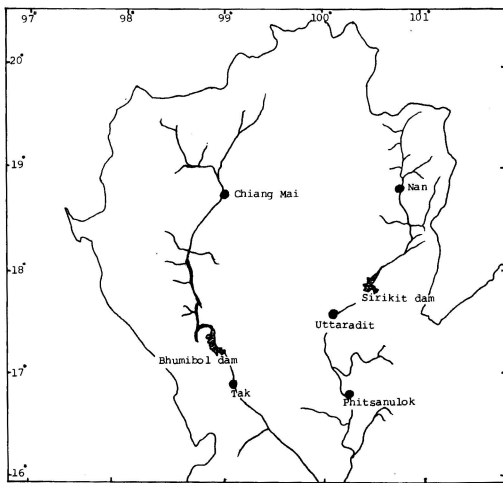 97°
98°
99°
100°
101°
20°
19°
18°
17°
16°
Chiang Mai
Nan
Sirikit dam
Uttaradit
Bhumibol dam
Tak
Phitsanulok